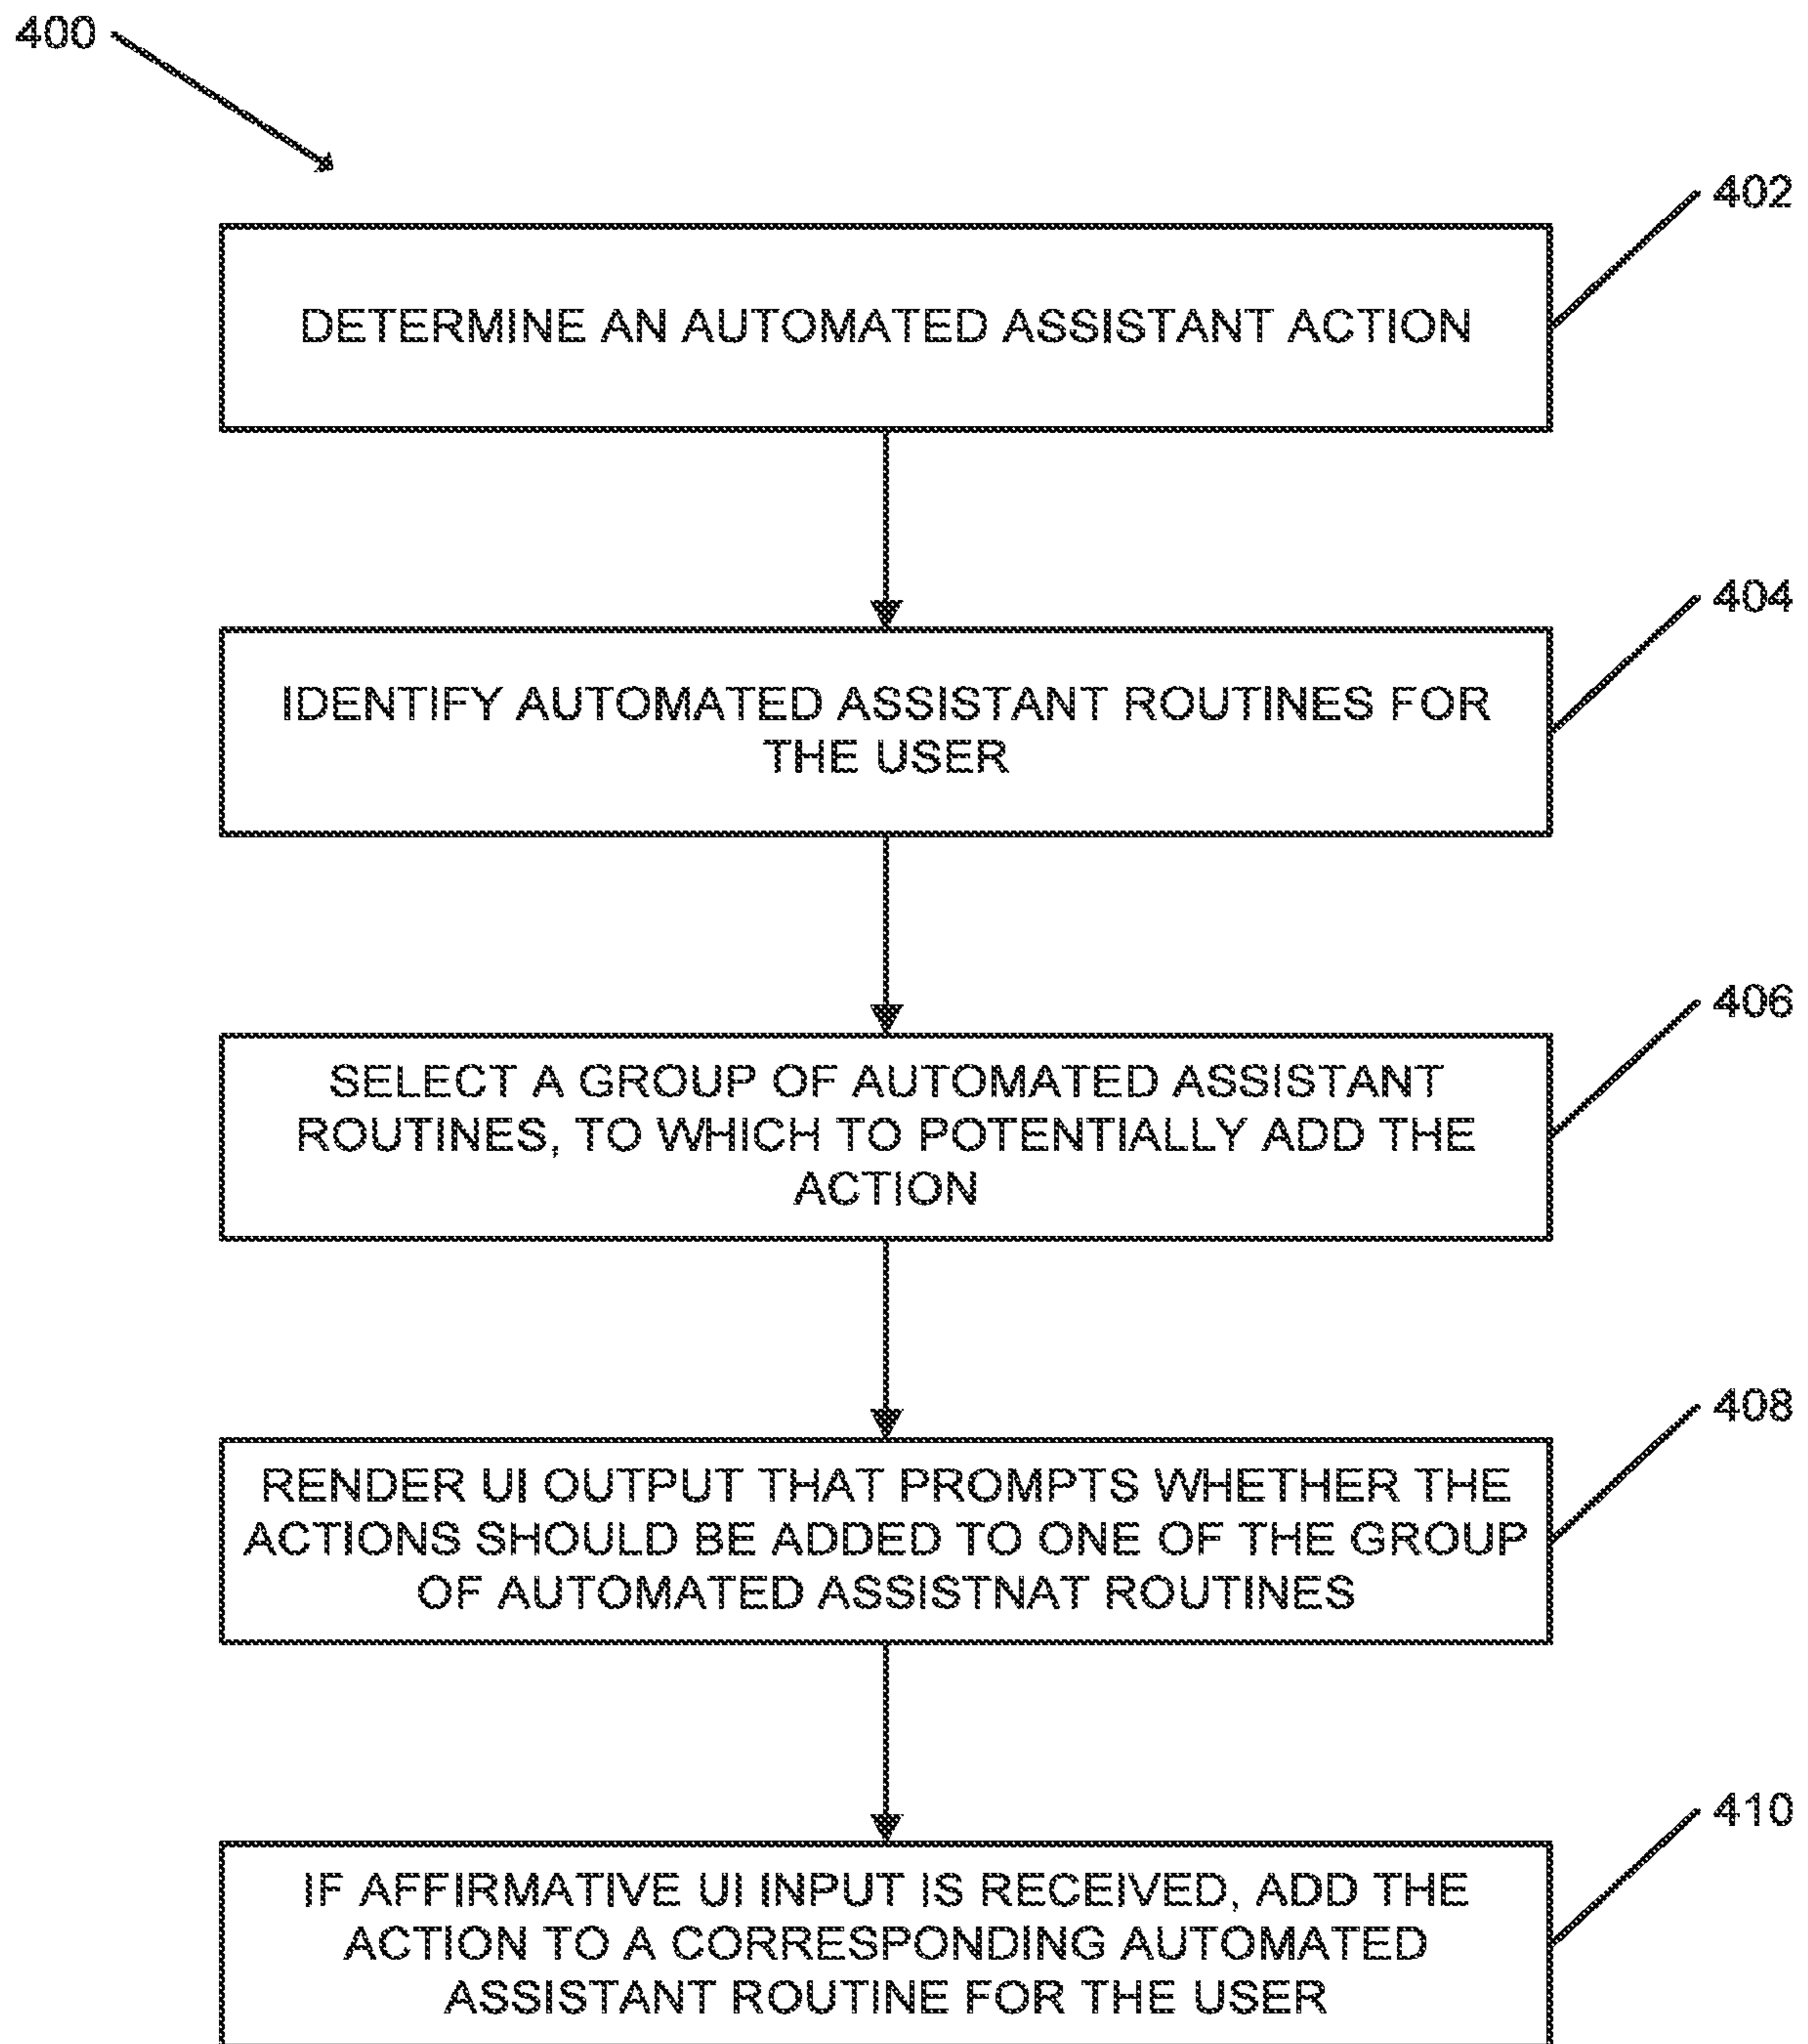 400
402
DETERMINE AN AUTOMATED ASSISTANT ACTION
404
IDENTIFY AUTOMATED ASSISTANT ROUTINES FOR
THE USER
406
SELECT A GROUP OF AUTOMATED ASSISTANT
ROUTINES, TO WHICH TO POTENTIALLY ADD THE
ACTION
408
RENDER UI OUTPUT THAT PROMPTS WHETHER THE
ACTIONS SHOULD BE ADDED TO ONE OF THE GROUP
OF AUTOMATED ASSISTNAT ROUTINES
410
IF AFFIRMATIVE UI INPUT IS RECEIVED, ADD THE
ACTION TO A CORRESPONDING AUTOMATED
ASSISTANT ROUTINE FOR THE USER